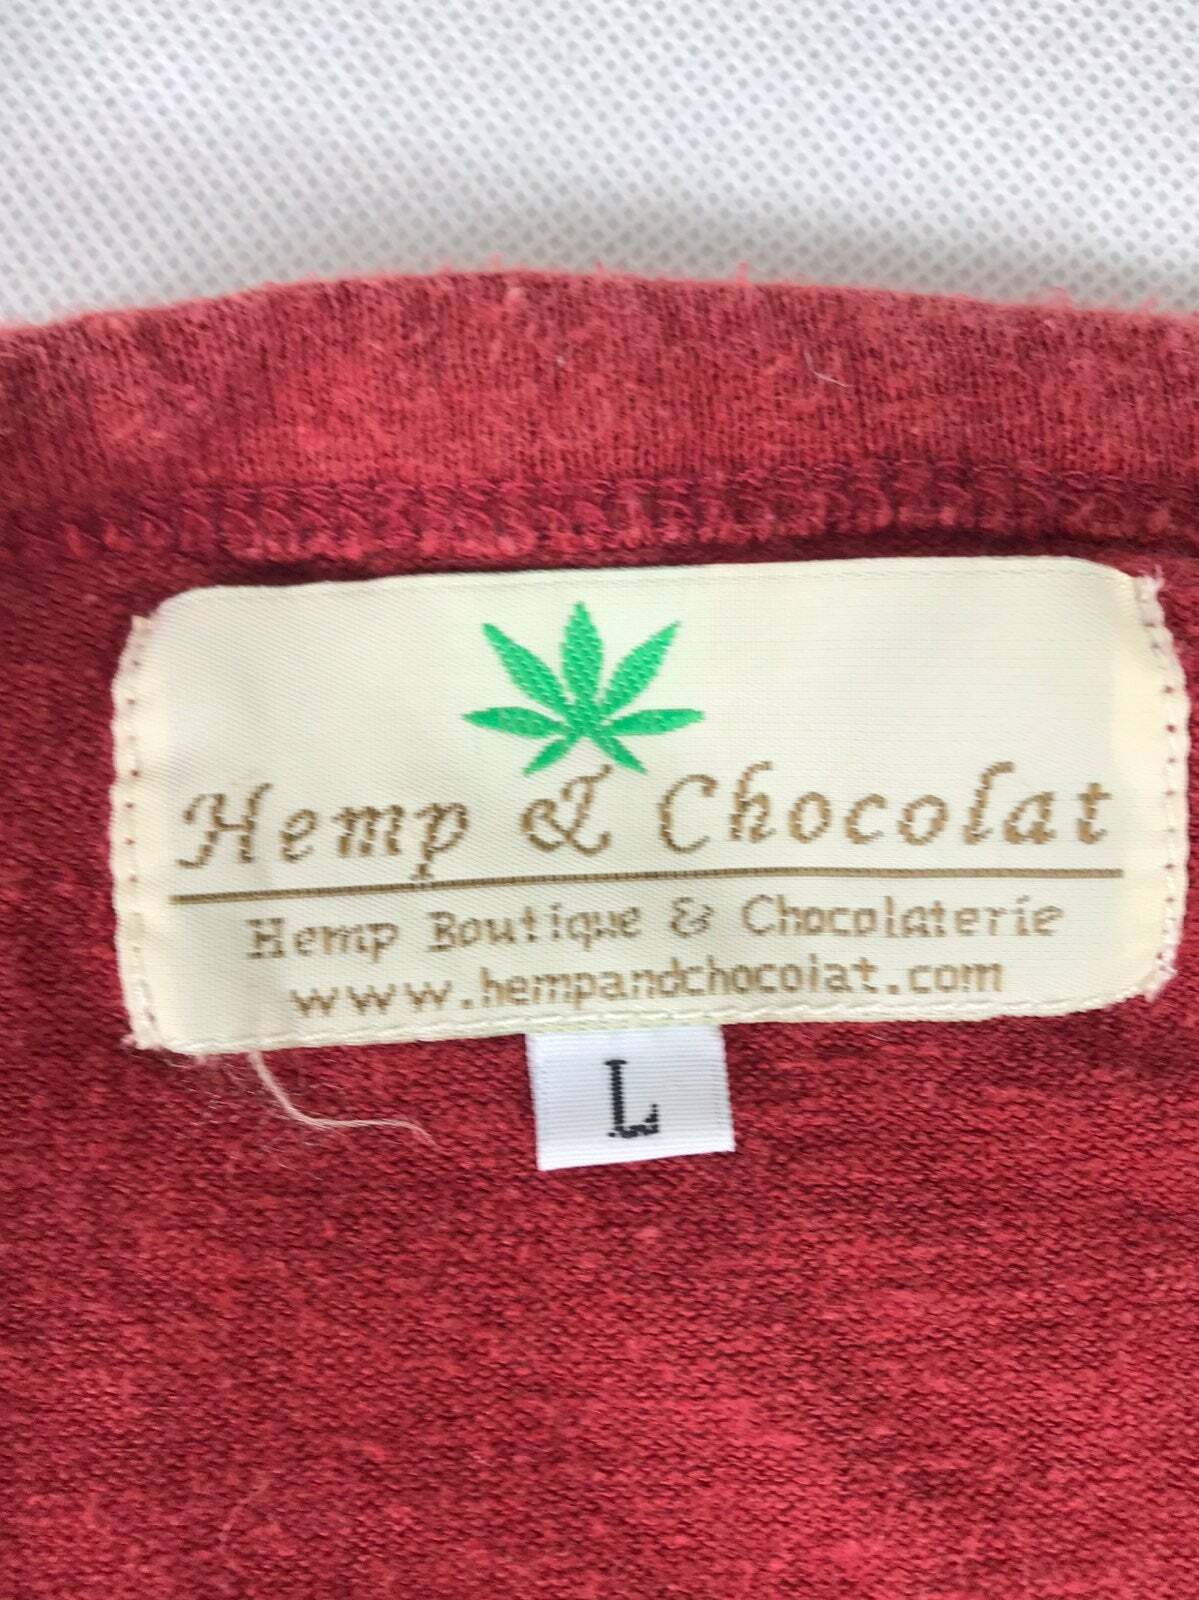 Hemp & Chocolat
Hemp Boutique & Chocolaterie
www.hempandchocolat.com
L